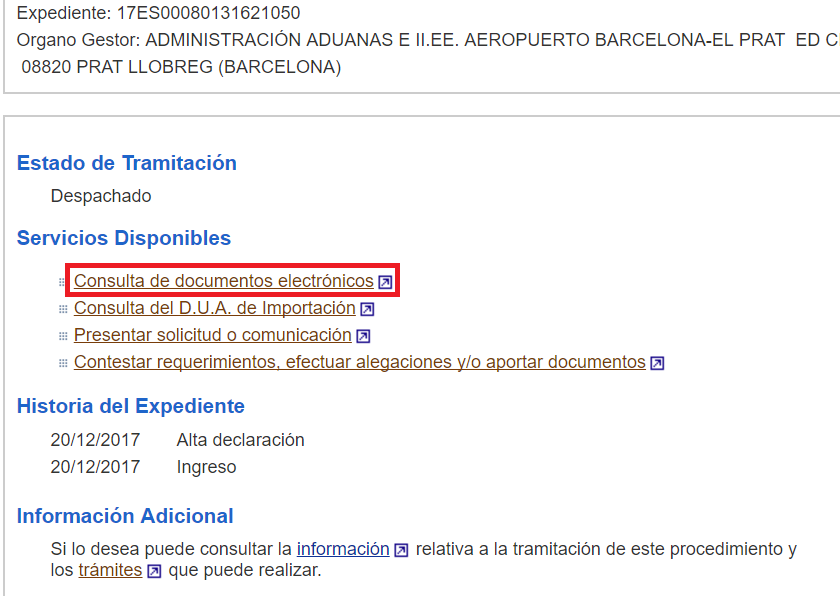 Expediente: 17ES00080131621050
Organo Gestor: ADMINISTRACIÓN ADUANAS E II.EE. AEROPUERTO BARCELONA-EL PRAT ED
08820 PRAT LLOBREG (BARCELONA)
Estado de Tramitación
Despachado
Servicios Disponibles
Consulta de documentos electrónicos
Consulta del D.U.A. de Importación
Presentar solicitud o comunicación
Contestar requerimientos, efectuar alegaciones y/o aportar documentos
Historia del Expediente
20/12/2017 Alta declaración
20/12/2017 Ingreso
Información Adicional
Si lo desea puede consultar la información relativa a la tramitación de este procedimiento y
los trámites que puede realizar.